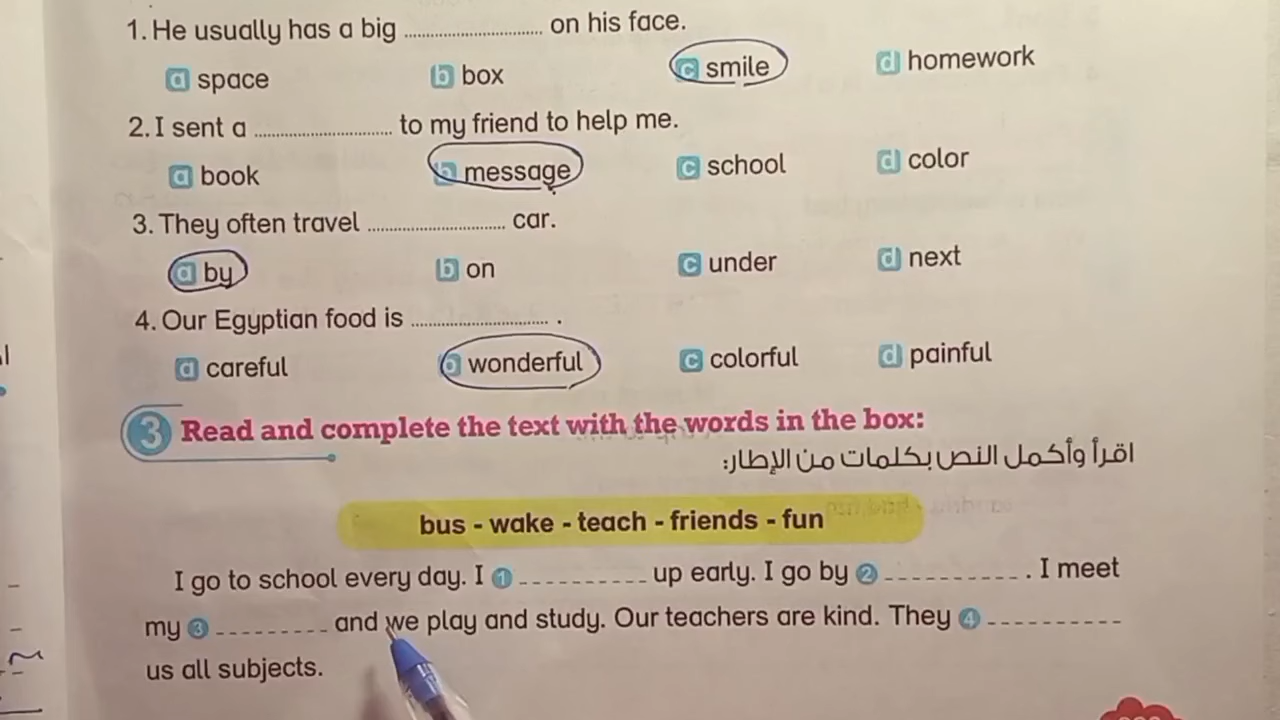 1. He usually has a big .............................. on his face.
a space b box c smile d homework
2. I sent a .............................. to my friend to help me.
a book b message c school d color
3. They often travel .............................. car.
a by b on c under d next
4. Our Egyptian food is .............................. .
a careful b wonderful c colorful d painful
3 Read and complete the text with the words in the box:
اقرأ وأكمل النص بكلمات من الإطار:
bus - wake - teach - friends - fun
I go to school every day. I 1 __________ up early. I go by 2 __________ . I meet
my 3 _________ and we play and study. Our teachers are kind. They 4 __________
us all subjects.